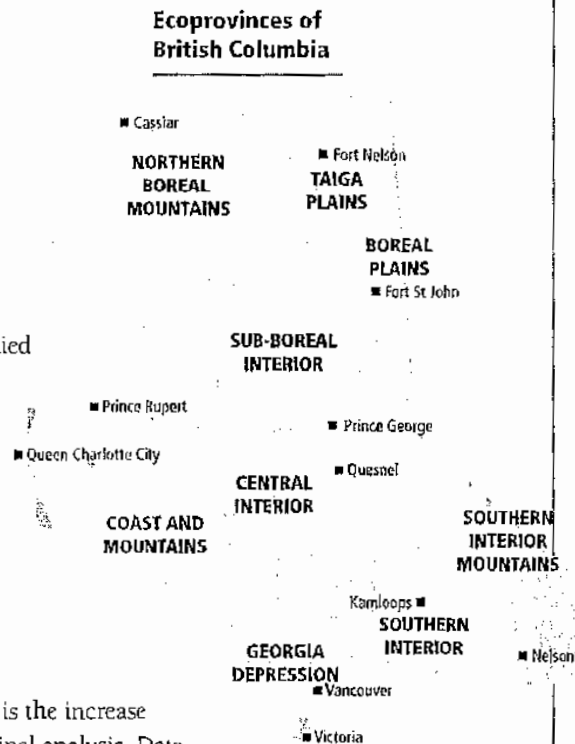 Ecoprovinces of
British Columbia
Cassiar
Fort Nelson
NORTHERN
BOREAL
MOUNTAINS
TAIGA
PLAINS
BOREAL
PLAINS
Fort St John
SUB-BOREAL
INTERIOR
Prince Rupert
Prince George
Queen Charlotte City
Quesnel
CENTRAL
INTERIOR
COAST AND
MOUNTAINS
SOUTHERN
INTERIOR
MOUNTAINS
Kamloops
SOUTHERN
INTERIOR
Nelson
GEORGIA
DEPRESSION
Vancouver
is the increase
Victoria